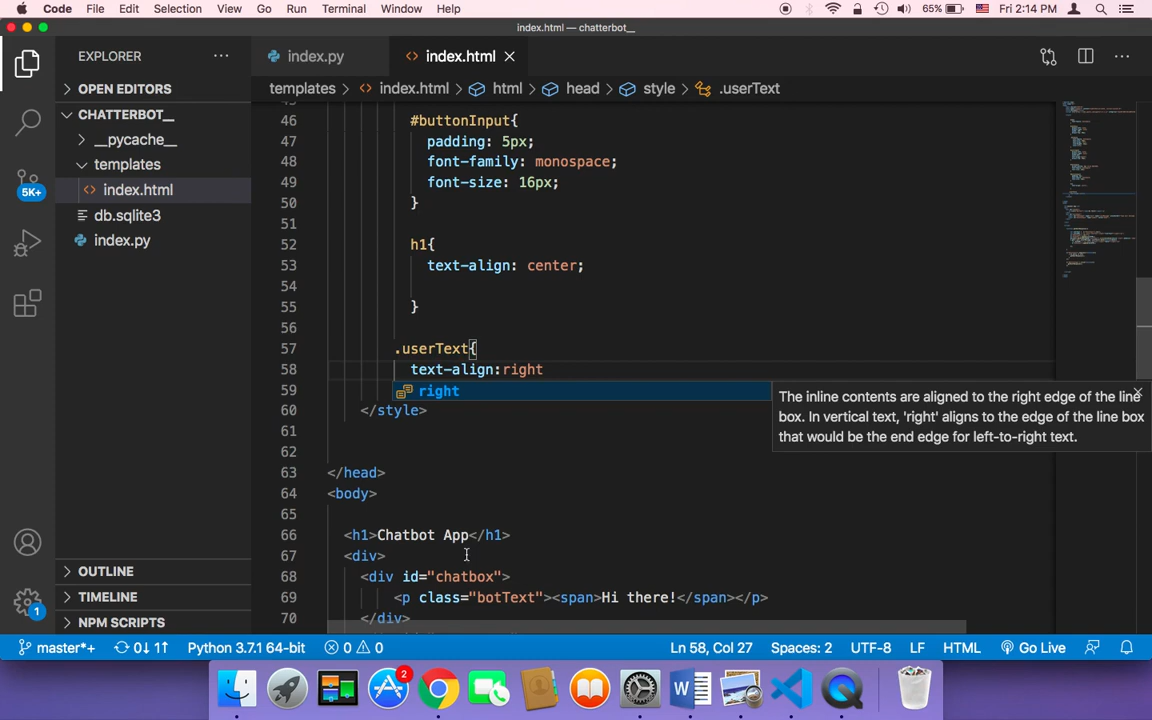 Code File Edit Selection View Go Run Terminal Window Help 65% Fri 2:14 PM
index.html — chatterbot_
EXPLORER
index.py
index.html
templates > index.html > html > head > style > .userText
OPEN EDITORS
CHATTERBOT_
__pycache__
templates
index.html
db.sqlite3
index.py
5K+
46 #buttonInput{
47 padding: 5px;
48 font-family: monospace;
49 font-size: 16px;
50 }
51
52 h1{
53 text-align: center;
54
55 }
56
57 .userText{
58 text-align:right
59
right
The inline contents are aligned to the right edge of the line
box. In vertical text, 'right' aligns to the edge of the line box
that would be the end edge for left-to-right text.
60 </style>
61
62
63 </head>
64 <body>
65
66 <h1>Chatbot App</h1>
67 <div>
68 <div id="chatbox">
69 <p class="botText"><span>Hi there!</span></p>
70 </div>
OUTLINE
TIMELINE
NPM SCRIPTS
1
master*+ 0↓ 1↑ Python 3.7.1 64-bit 0 0 Ln 58, Col 27 Spaces: 2 UTF-8 LF HTML Go Live
2